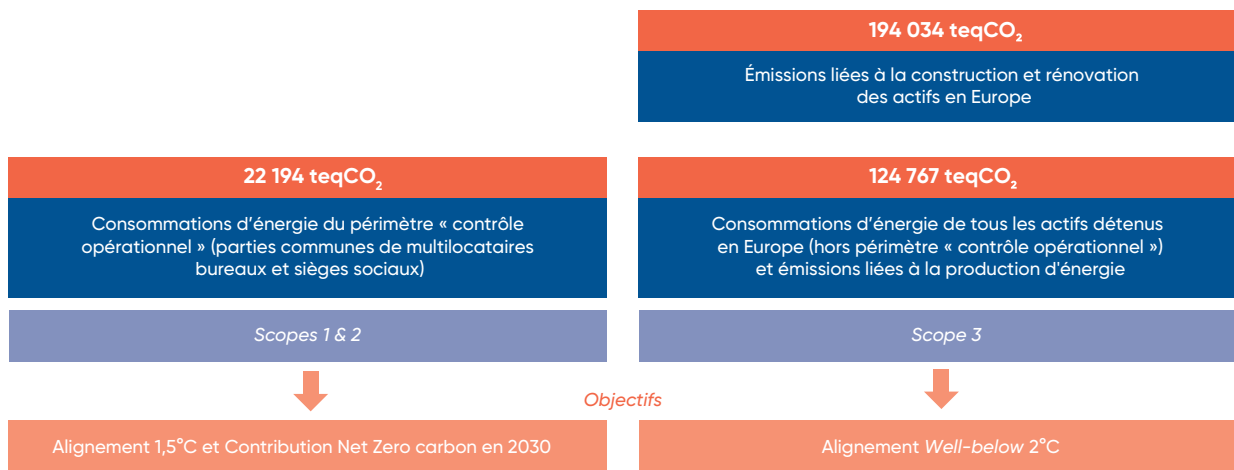 194 034 teqCO₂
Émissions liées à la construction et rénovation
des actifs en Europe
22 194 teqCO₂
Consommations d’énergie du périmètre « contrôle
opérationnel » (parties communes de multilocataires
bureaux et sièges sociaux)
Scopes 1 & 2
124 767 teqCO₂
Consommations d’énergie de tous les actifs détenus
en Europe (hors périmètre « contrôle opérationnel »)
et émissions liées à la production d'énergie
Scope 3
Objectifs
Alignement 1,5°C et Contribution Net Zero carbon en 2030
Alignement Well-below 2°C